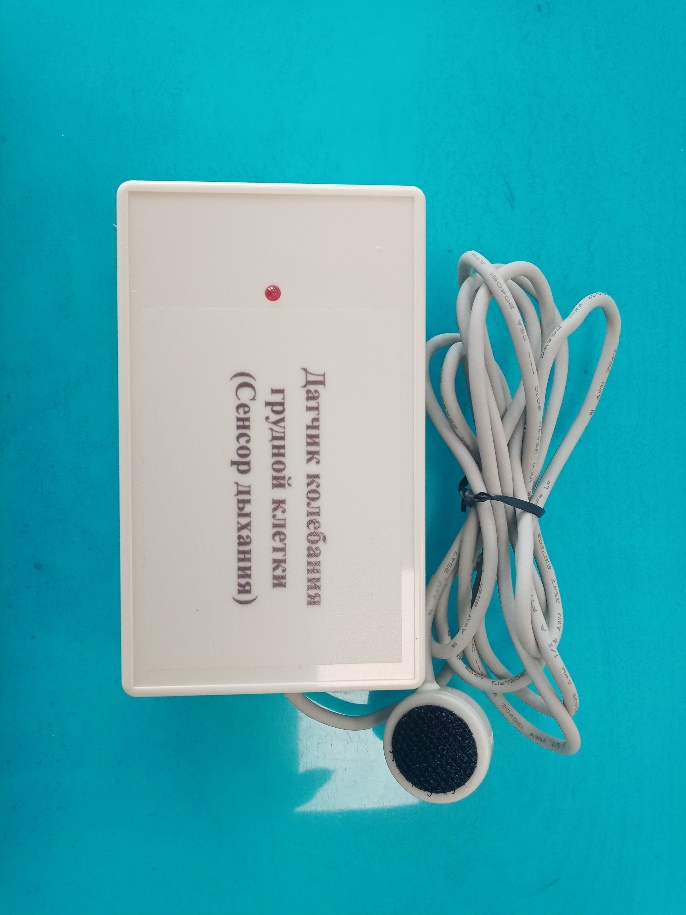 Датчик колебания
грудной клетки
(Сенсор дыхания)